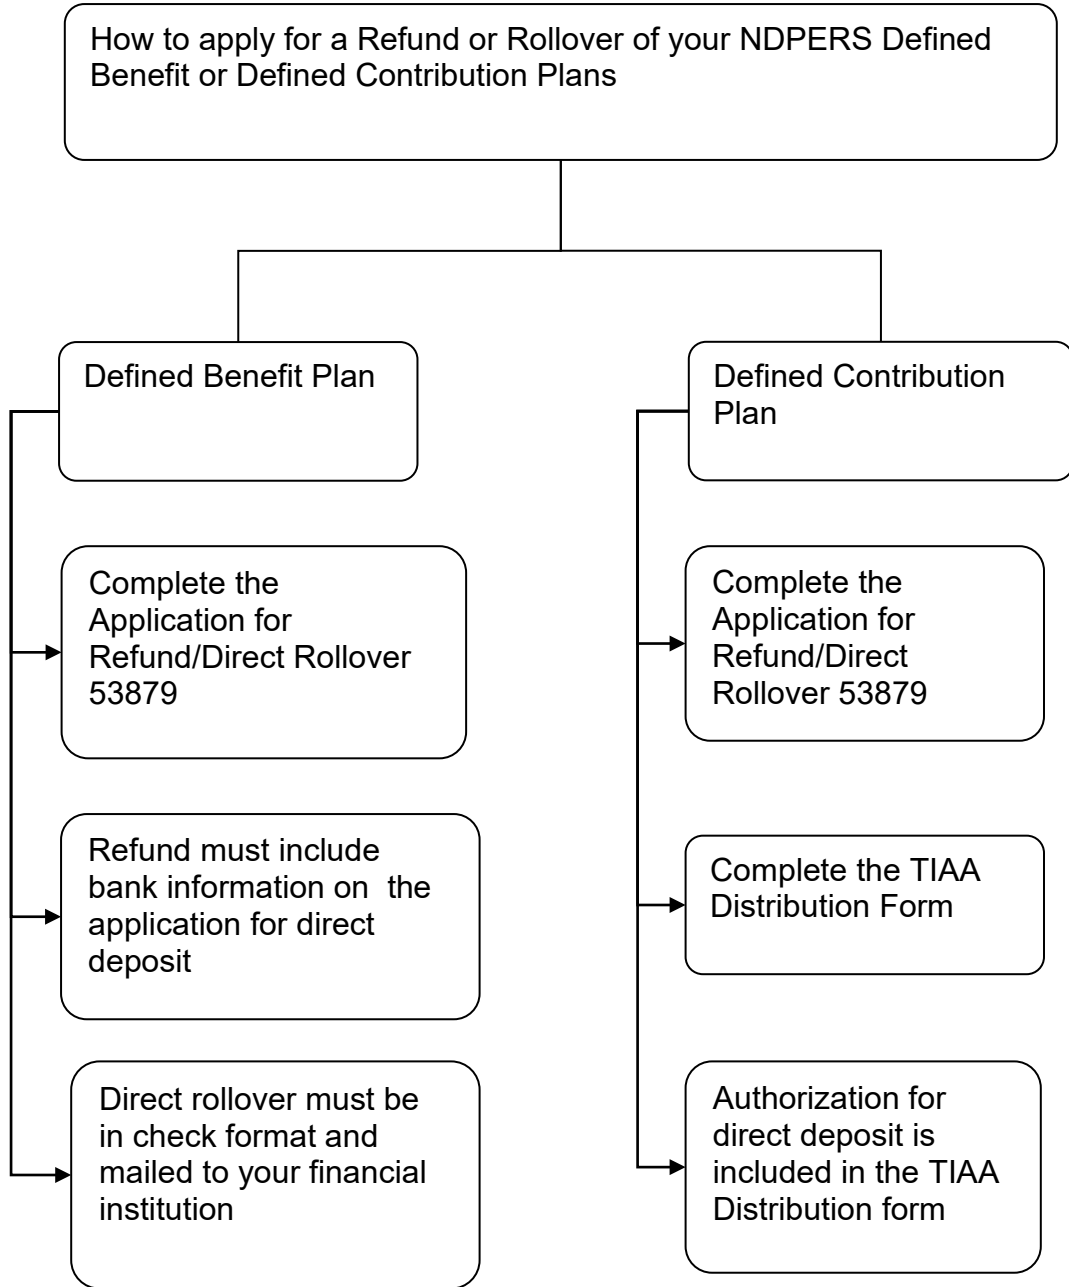 How to apply for a Refund or Rollover of your NDPERS Defined
Benefit or Defined Contribution Plans
Defined Benefit Plan
Complete the
Application for
Refund/Direct Rollover
53879
Refund must include
bank information on  the
application for direct
deposit
Direct rollover must be
in check format and
mailed to your financial
institution
Defined Contribution
Plan
Complete the
Application for
Refund/Direct
Rollover 53879
Complete the TIAA
Distribution Form
Authorization for
direct deposit is
included in the TIAA
Distribution form